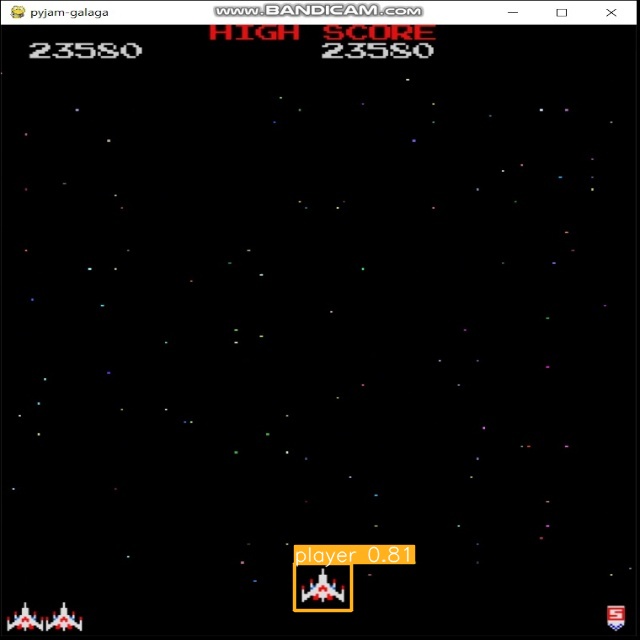 pyjam-galaga
www.BANDICAM.com
HIGH SCORE
23580
23580
player 0.81
5